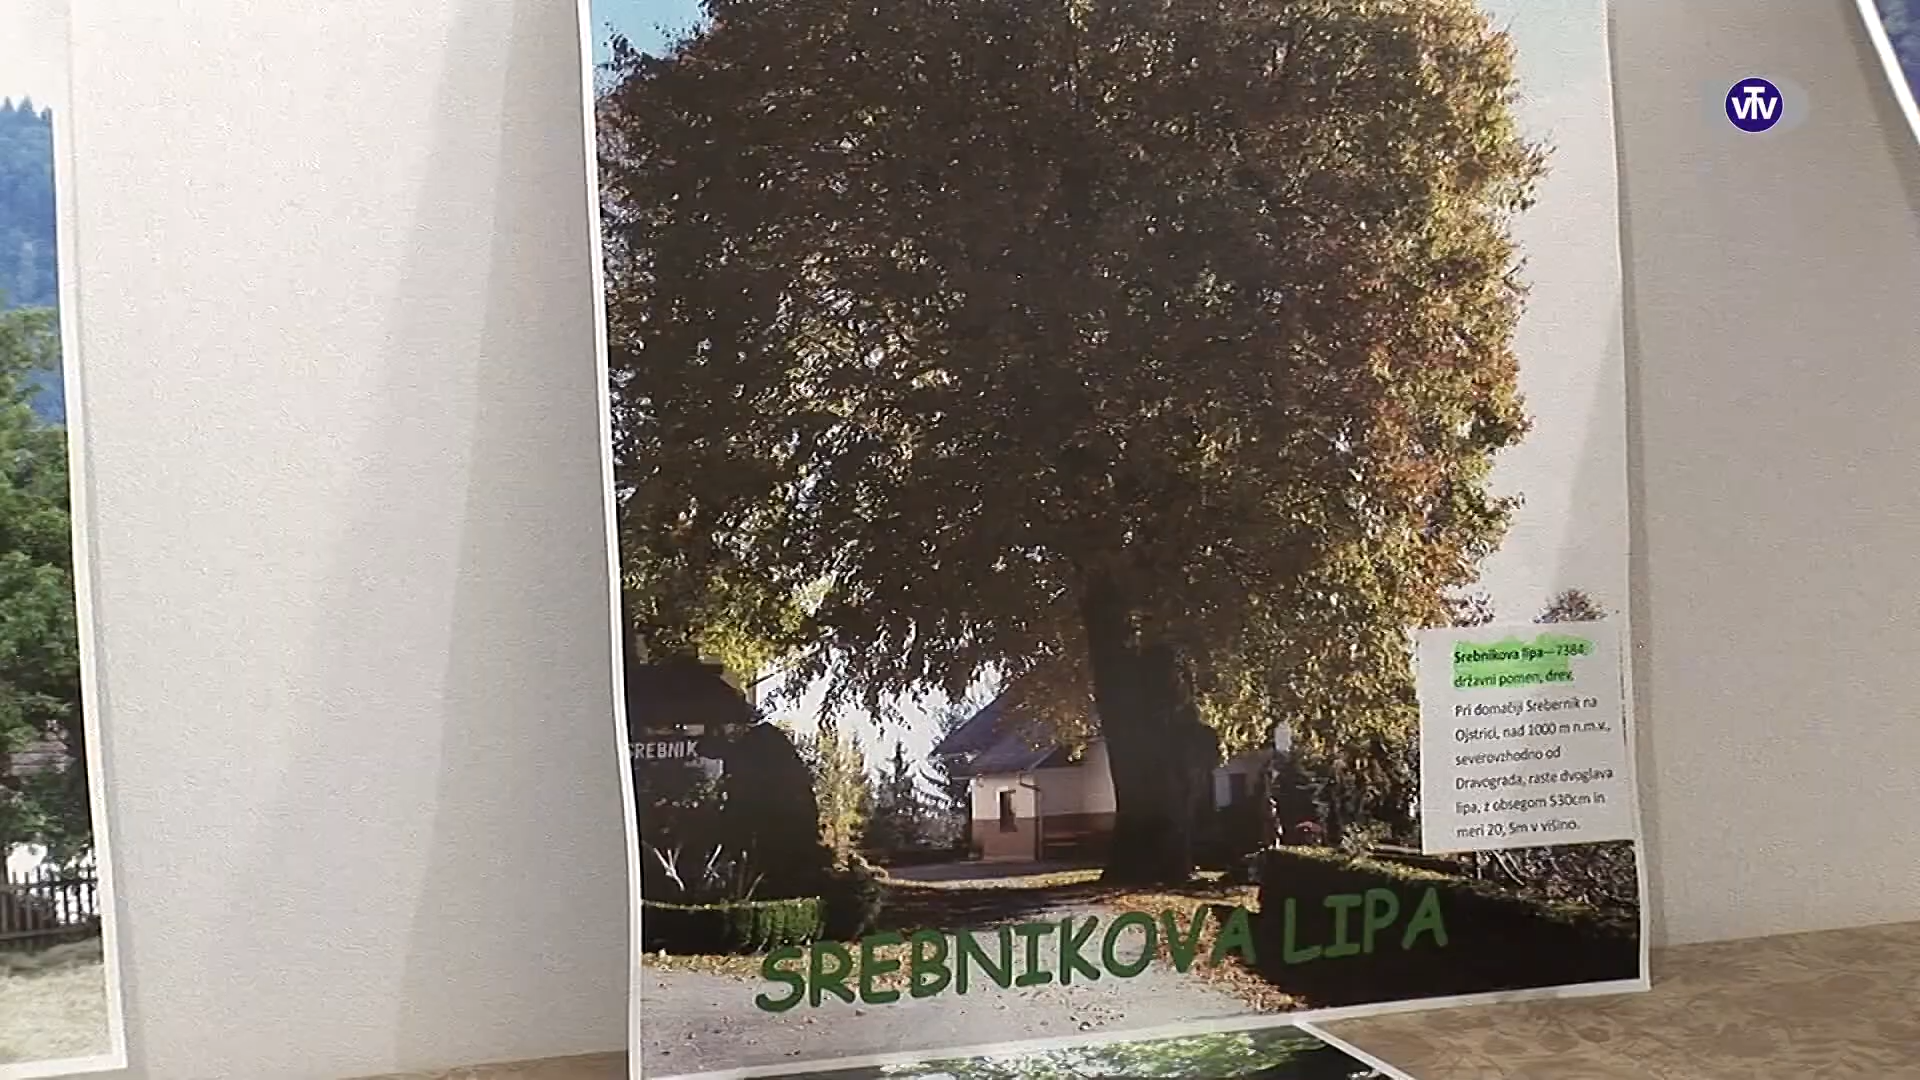 VTV
SREBNIK
Srebnikova lipa—7384,
državni pomen, drev.
Pri domačiji Srebernik na
Ojstrici, nad 1000 m n.m.v.,
severovzhodno od
Dravograda, raste dvoglava
lipa, z obsegom 530cm in
meri 20, 5m v višino.
SREBNIKOVA LIPA